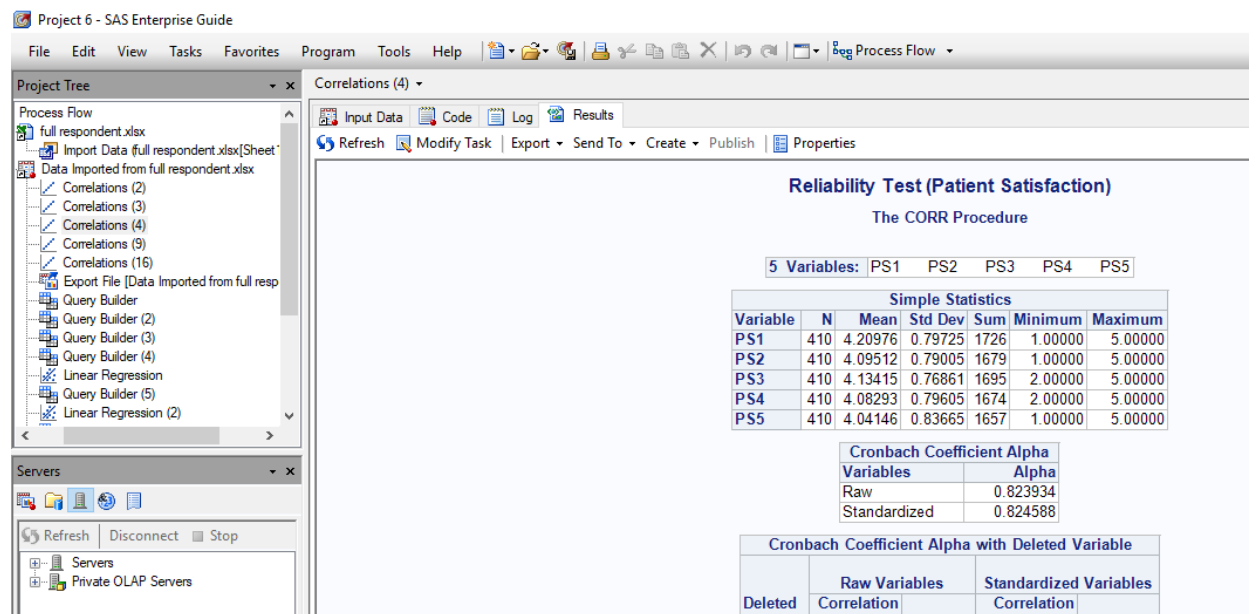 Project 6 - SAS Enterprise Guide
File Edit View Tasks Favorites Program Tools Help Process Flow
Project Tree
Process Flow
full respondent.xlsx
Import Data (full respondent.xlsx[Sheet
Data Imported from full respondent.xlsx
Correlations (2)
Correlations (3)
Correlations (4)
Correlations (9)
Correlations (16)
Export File [Data Imported from full resp
Query Builder
Query Builder (2)
Query Builder (3)
Query Builder (4)
Linear Regression
Query Builder (5)
Linear Regression (2)
Servers
Refresh Disconnect Stop
Servers
Private OLAP Servers
Correlations (4)
Input Data Code Log Results
Refresh Modify Task Export Send To Create Publish Properties
Reliability Test (Patient Satisfaction)
The CORR Procedure
5 Variables: PS1 PS2 PS3 PS4 PS5
Simple Statistics
Variable N Mean Std Dev Sum Minimum Maximum
PS1 410 4.20976 0.79725 1726 1.00000 5.00000
PS2 410 4.09512 0.79005 1679 1.00000 5.00000
PS3 410 4.13415 0.76861 1695 2.00000 5.00000
PS4 410 4.08293 0.79605 1674 2.00000 5.00000
PS5 410 4.04146 0.83665 1657 1.00000 5.00000
Cronbach Coefficient Alpha
Variables Alpha
Raw 0.823934
Standardized 0.824588
Cronbach Coefficient Alpha with Deleted Variable
Raw Variables Standardized Variables
Deleted Correlation Correlation